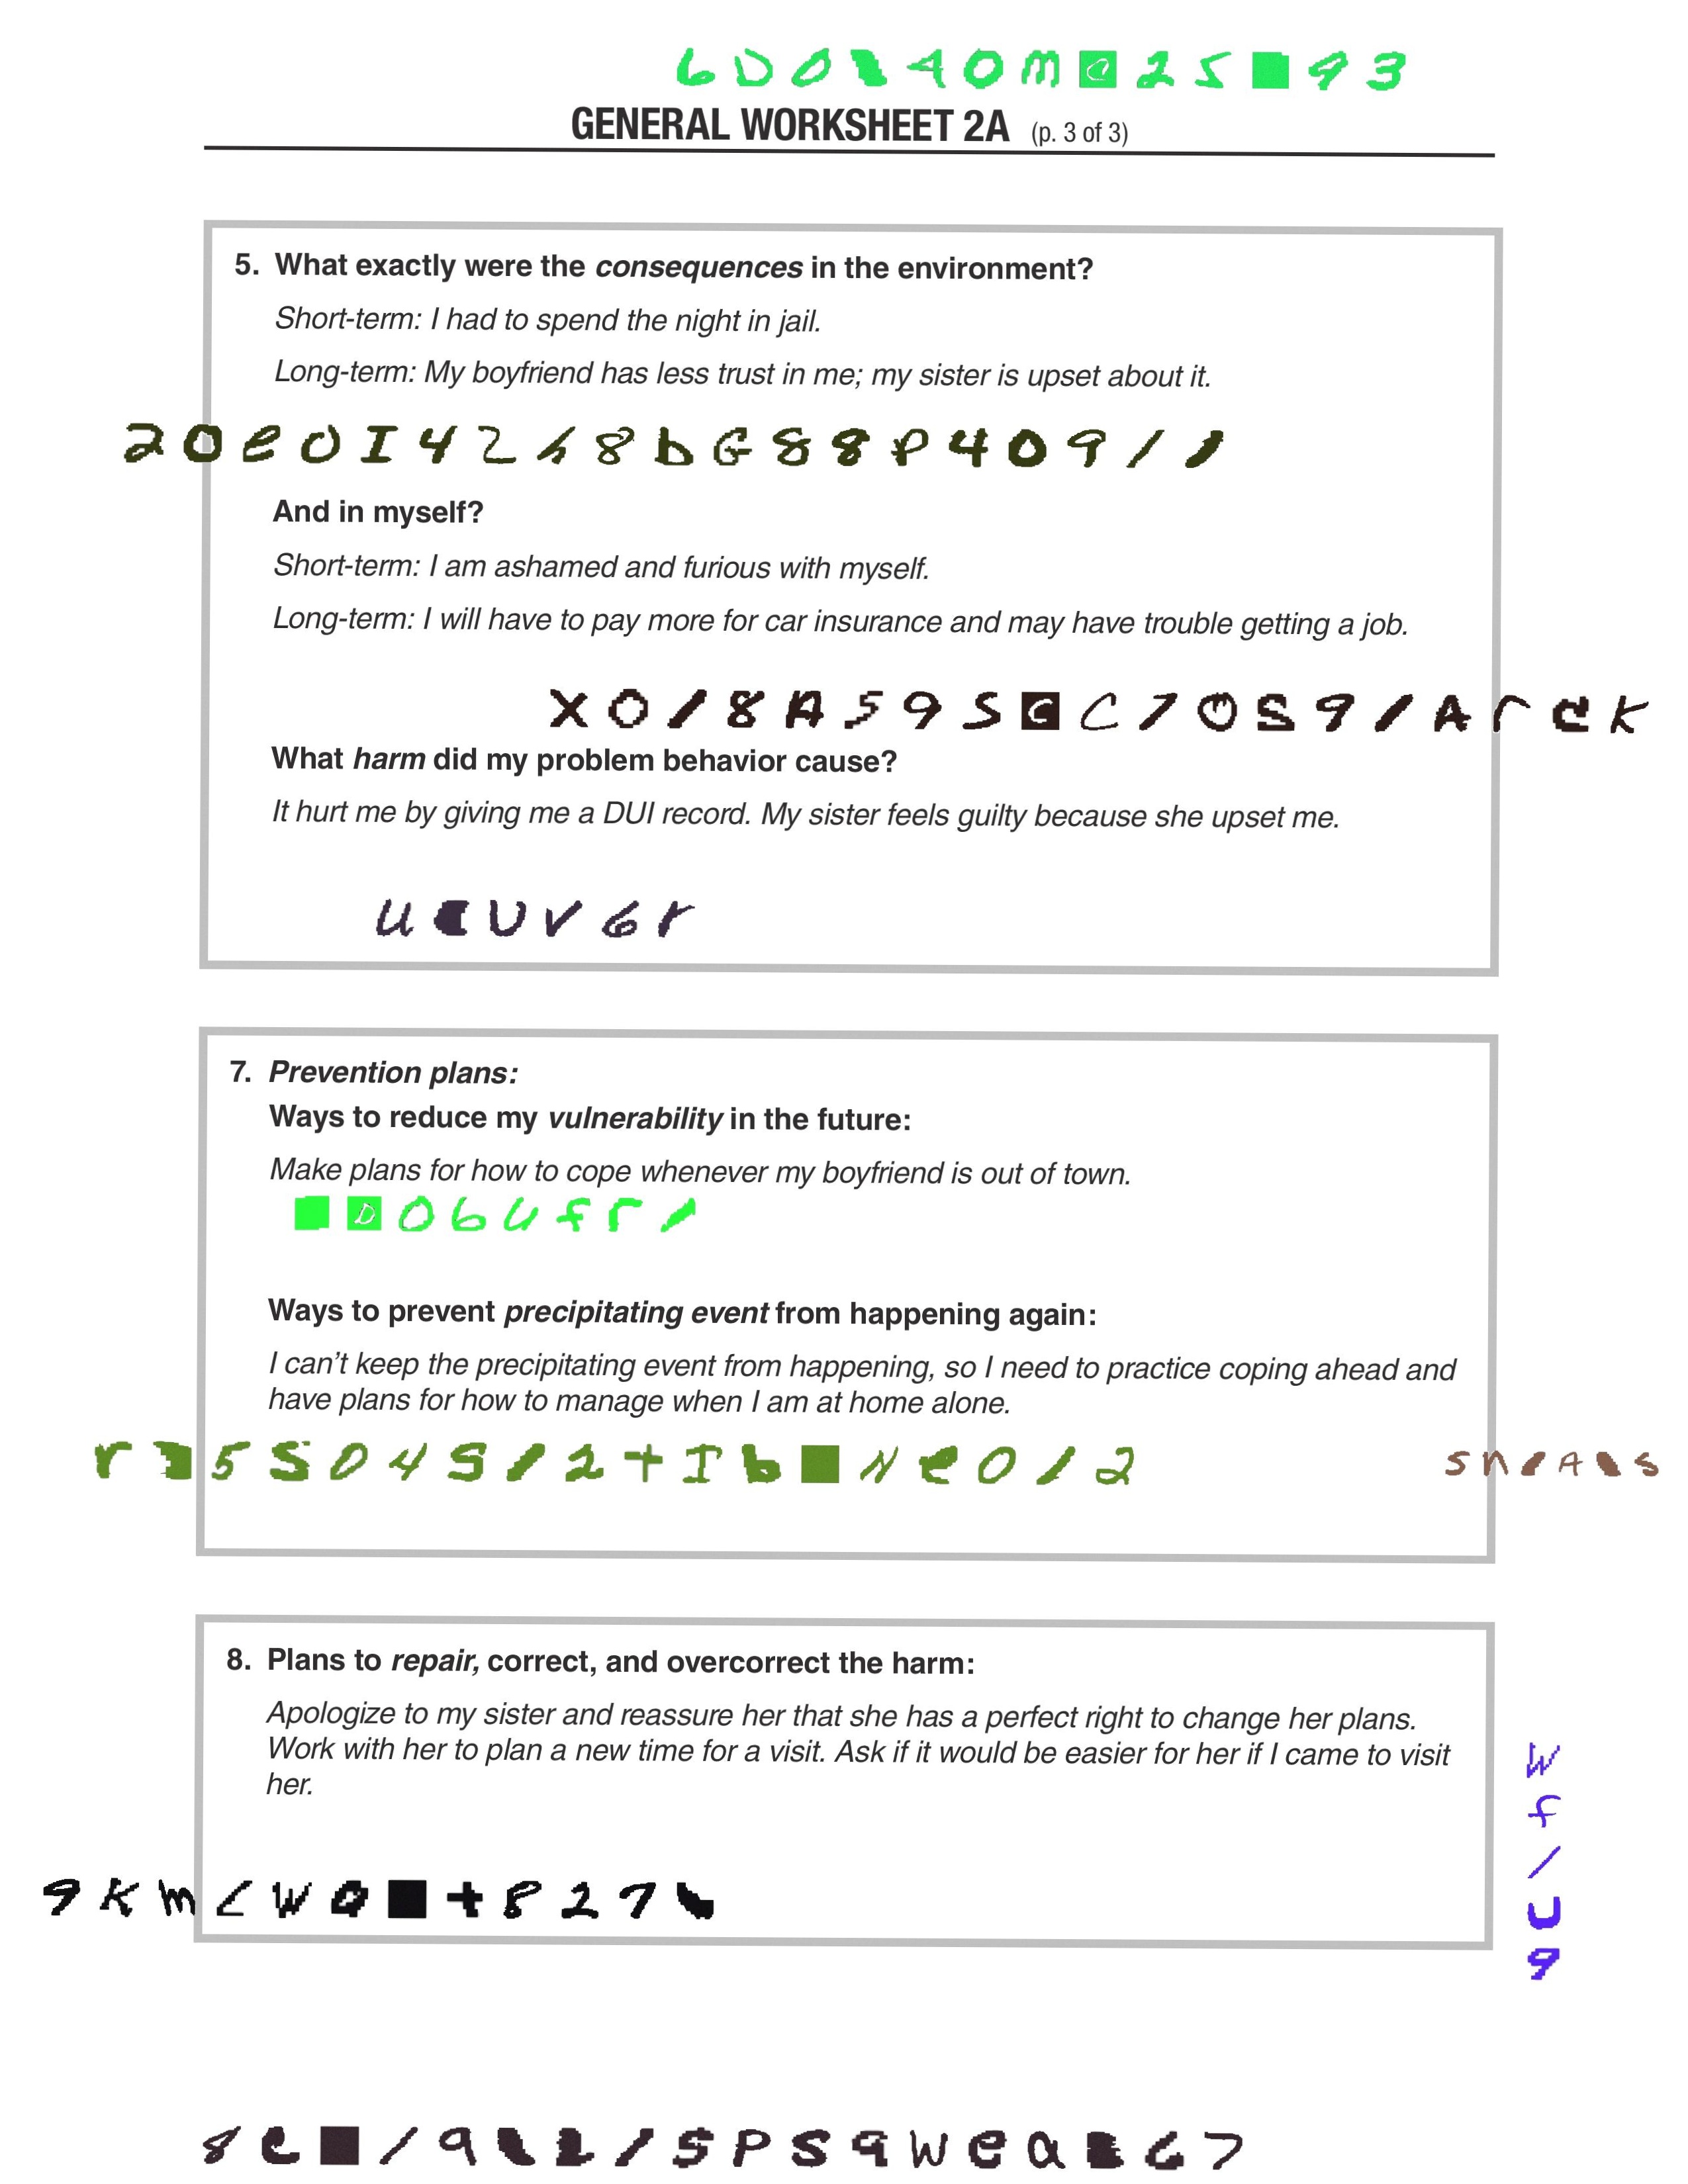 GENERAL WORKSHEET 2A (p. 3 of 3)
5. What exactly were the consequences in the environment?
Short-term: I had to spend the night in jail.
Long-term: My boyfriend has less trust in me; my sister is upset about it.
And in myself?
Short-term: I am ashamed and furious with myself.
Long-term: I will have to pay more for car insurance and may have trouble getting a job.
What harm did my problem behavior cause?
It hurt me by giving me a DUI record. My sister feels guilty because she upset me.
7. Prevention plans:
Ways to reduce my vulnerability in the future:
Make plans for how to cope whenever my boyfriend is out of town.
Ways to prevent precipitating event from happening again:
I can’t keep the precipitating event from happening, so I need to practice coping ahead and
have plans for how to manage when I am at home alone.
8. Plans to repair, correct, and overcorrect the harm:
Apologize to my sister and reassure her that she has a perfect right to change her plans.
Work with her to plan a new time for a visit. Ask if it would be easier for her if I came to visit
her.